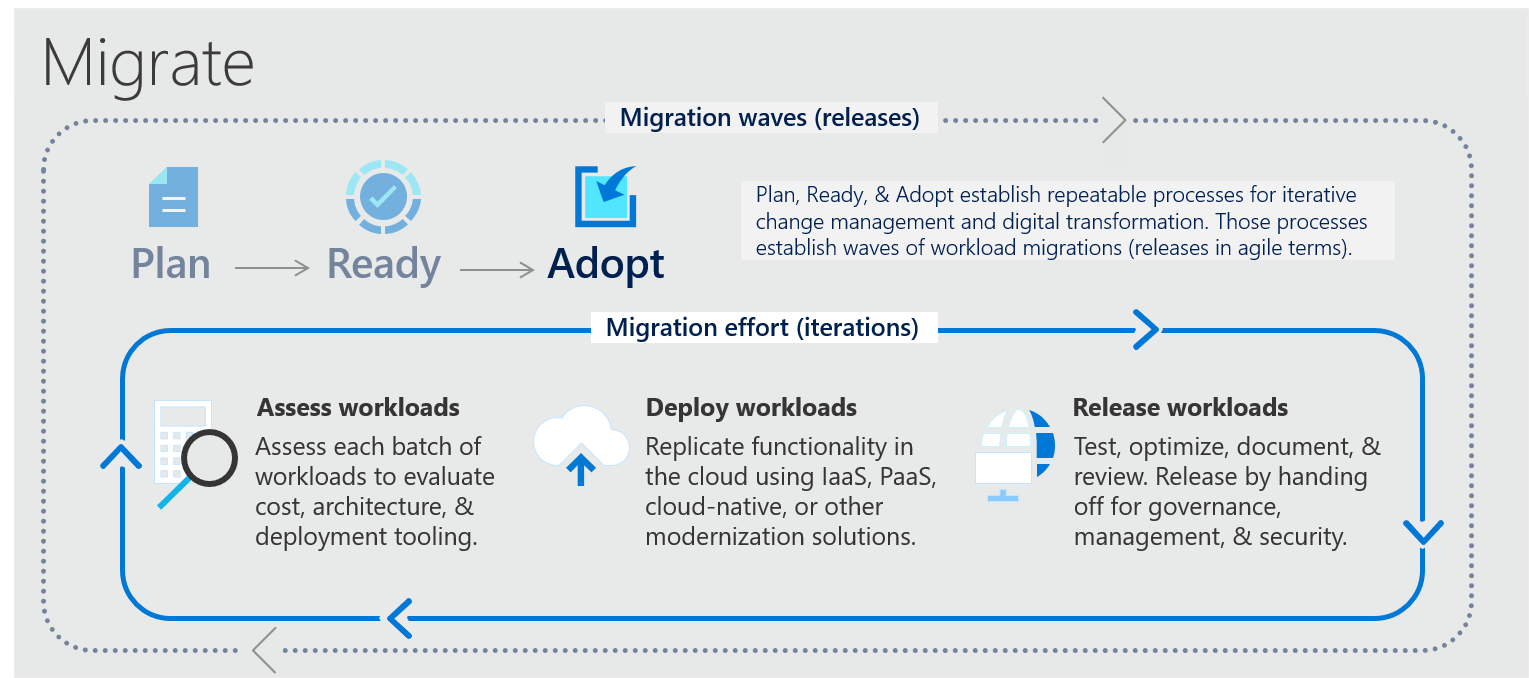 Migrate
Migration waves (releases)
Plan
Ready
Adopt
Plan, Ready, & Adopt establish repeatable processes for iterative
change management and digital transformation. Those processes
establish waves of workload migrations (releases in agile terms).
Migration effort (iterations)
Assess workloads
Assess each batch of
workloads to evaluate
cost, architecture, &
deployment tooling.
Deploy workloads
Replicate functionality in
the cloud using IaaS, PaaS,
cloud-native, or other
modernization solutions.
Release workloads
Test, optimize, document, &
review. Release by handing
off for governance,
management, & security.